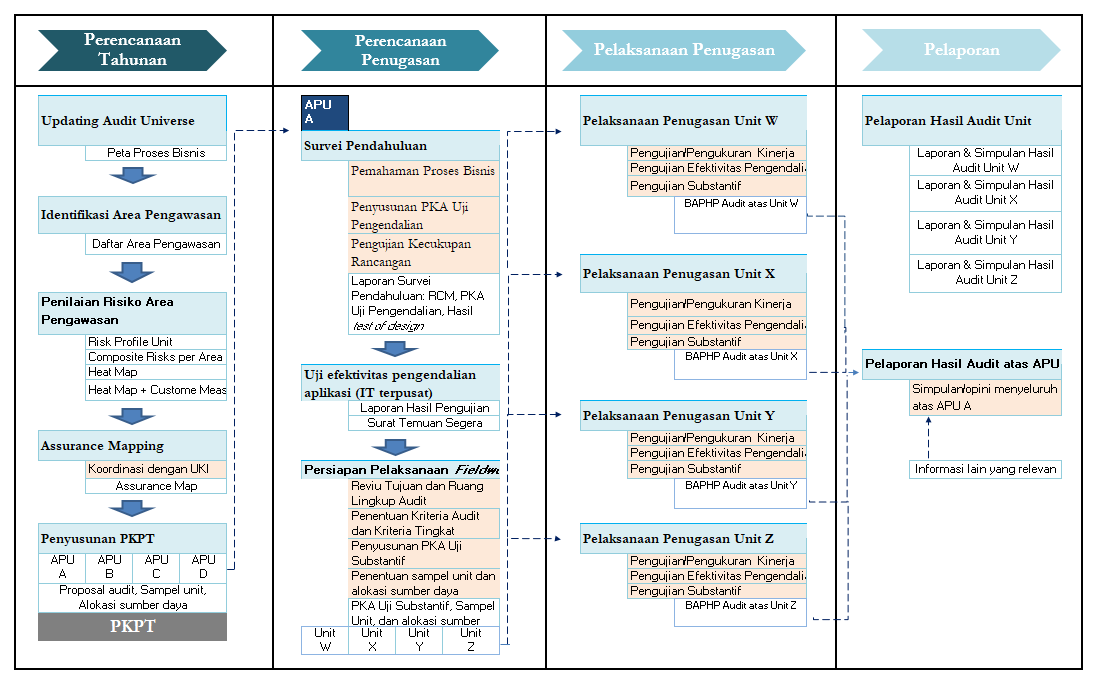 Perencanaan
Tahunan
Updating Audit Universe
Peta Proses Bisnis
Identifikasi Area Pengawasan
Daftar Area Pengawasan
Penilaian Risiko Area
Pengawasan
Risk Profile Unit
Composite Risks per Area
Heat Map
Heat Map + Custome Meas
Assurance Mapping
Koordinasi dengan UKI
Assurance Map
Penyusunan PKPT
APU
A
APU
B
APU
C
APU
D
Proposal audit, Sampel unit,
Alokasi sumber daya
PKPT
Perencanaan
Penugasan
APU
A
Survei Pendahuluan
Pemahaman Proses Bisnis
Penyusunan PKA Uji
Pengendalian
Pengujian Kecukupan
Rancangan
Laporan Survei
Pendahuluan: RCM, PKA
Uji Pengendalian, Hasil
test of design
Uji efektivitas pengendalian
aplikasi (IT terpusat)
Laporan Hasil Pengujian
Surat Temuan Segera
Persiapan Pelaksanaan Fieldwo
Reviu Tujuan dan Ruang
Lingkup Audit
Penentuan Kriteria Audit
dan Kriteria Tingkat
Penyusunan PKA Uji
Substantif
Penentuan sampel unit dan
alokasi sumber daya
PKA Uji Substantif, Sampel
Unit, dan alokasi sumber
Unit
W
Unit
X
Unit
Y
Unit
Z
Pelaksanaan Penugasan
Pelaksanaan Penugasan Unit W
Pengujian/Pengukuran Kinerja
Pengujian Efektivitas Pengendali
Pengujian Substantif
BAPHP Audit atas Unit W
Pelaksanaan Penugasan Unit X
Pengujian/Pengukuran Kinerja
Pengujian Efektivitas Pengendali
Pengujian Substantif
BAPHP Audit atas Unit X
Pelaksanaan Penugasan Unit Y
Pengujian/Pengukuran Kinerja
Pengujian Efektivitas Pengendali
Pengujian Substantif
BAPHP Audit atas Unit Y
Pelaksanaan Penugasan Unit Z
Pengujian/Pengukuran Kinerja
Pengujian Efektivitas Pengendali
Pengujian Substantif
BAPHP Audit atas Unit Z
Pelaporan
Pelaporan Hasil Audit Unit
Laporan & Simpulan Hasil
Audit Unit W
Laporan & Simpulan Hasil
Audit Unit X
Laporan & Simpulan Hasil
Audit Unit Y
Laporan & Simpulan Hasil
Audit Unit Z
Pelaporan Hasil Audit atas APU
Simpulan/opini menyeluruh
atas APU A
Informasi lain yang relevan